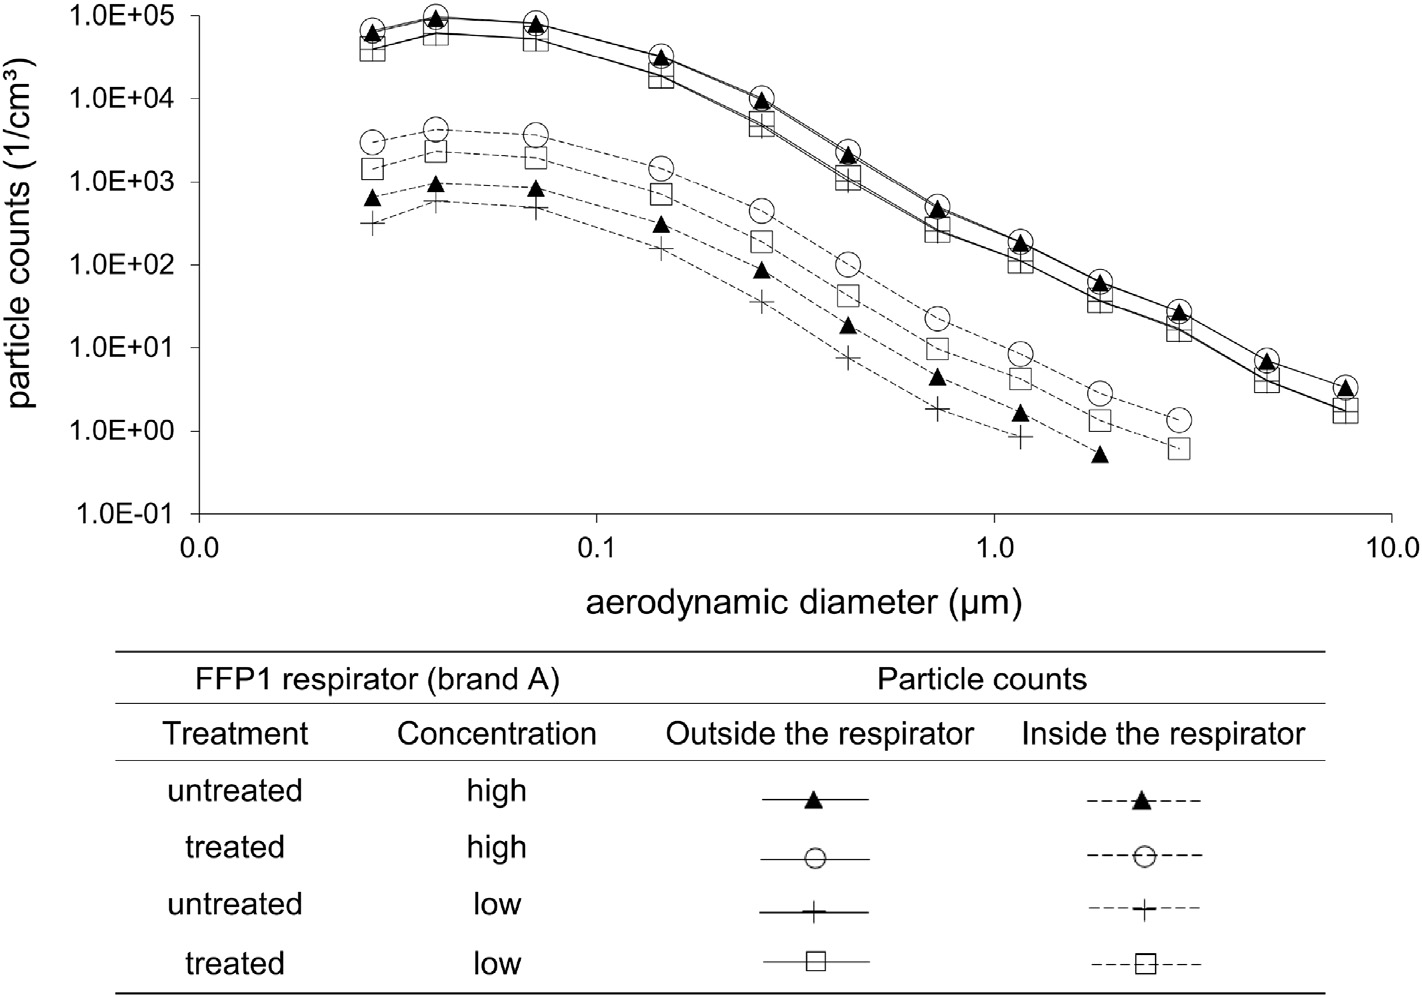 1.0E+05
1.0E+04
1.0E+03
1.0E+02
1.0E+01
1.0E+00
1.0E-01
particle counts (1/cm³)
0.0 0.1 1.0 10.0
aerodynamic diameter (µm)
FFP1 respirator (brand A) Particle counts
Treatment Concentration Outside the respirator Inside the respirator
untreated high
treated high
untreated low
treated low